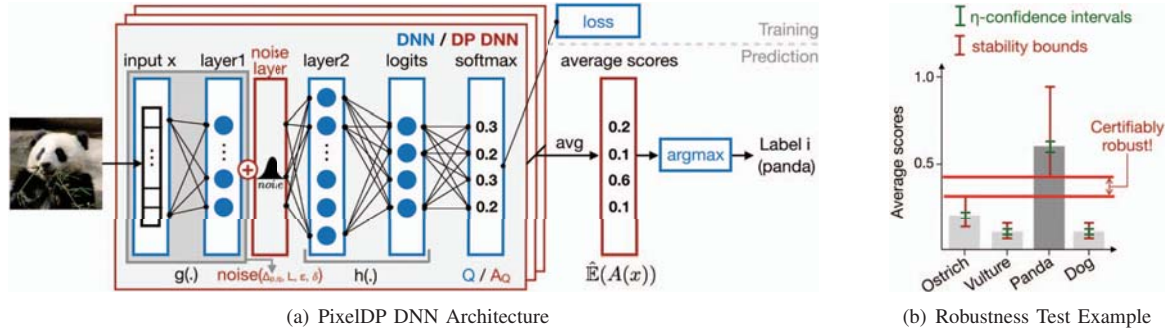 DNN / DP DNN
input x
layer1
noise
layer
layer2
logits
softmax
noise
0.3
0.2
0.3
0.2
g(.)
noise(Δp,q, L, ε, δ)
h(.)
Q / AQ
loss
Training
Prediction
average scores
avg
0.2
0.1
0.6
0.1
Ê(A(x))
argmax
Label i
(panda)
(a) PixelDP DNN Architecture
η-confidence intervals
stability bounds
Average scores
1.0
0.5
Certifiably
robust!
Ostrich
Vulture
Panda
Dog
(b) Robustness Test Example